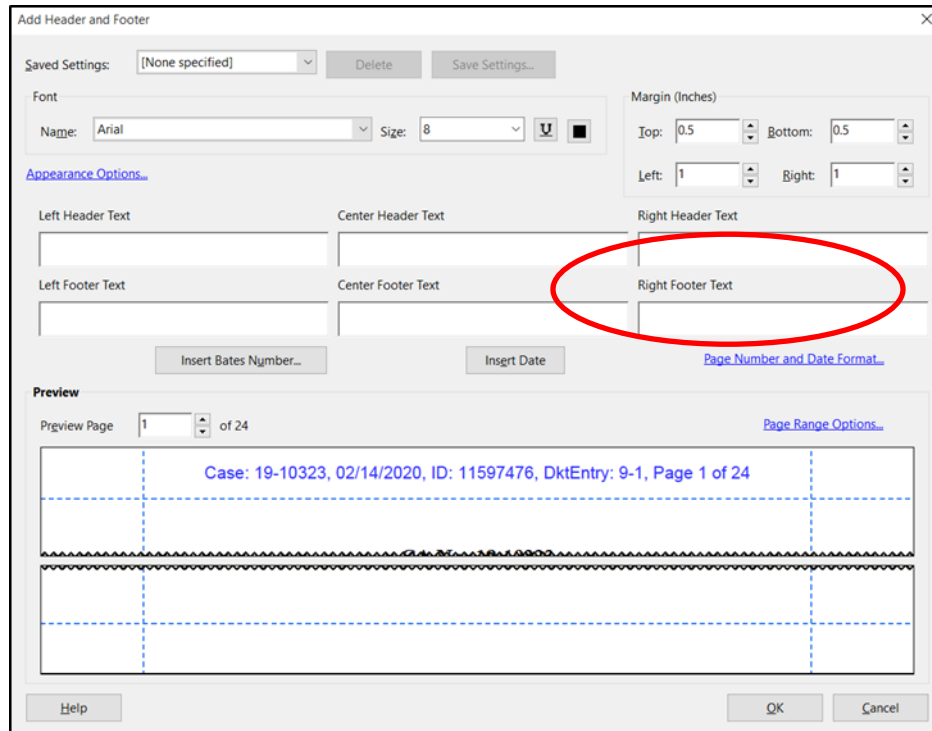 Add Header and Footer
Saved Settings: [None specified] Delete Save Settings...
Font
Name: Arial Size: 8 U
Margin (Inches)
Top: 0.5 Bottom: 0.5
Left: 1 Right: 1
Appearance Options...
Left Header Text Center Header Text Right Header Text
Left Footer Text Center Footer Text Right Footer Text
Insert Bates Number... Insert Date Page Number and Date Format...
Preview
Preview Page 1 of 24 Page Range Options...
Case: 19-10323, 02/14/2020, ID: 11597476, DktEntry: 9-1, Page 1 of 24
Help OK Cancel